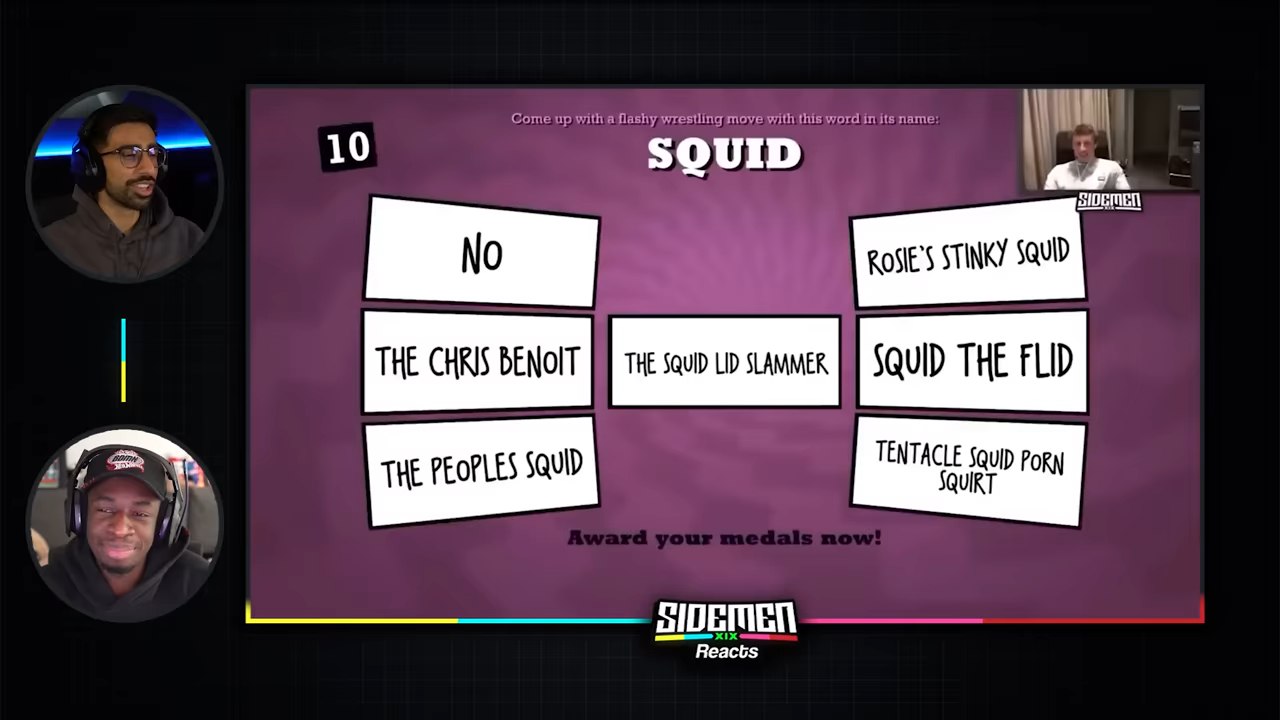 Come up with a flashy wrestling move with this word in its name:
10
SQUID
SIDEMEN
XIX
NO
ROSIE'S STINKY SQUID
THE CHRIS BENOIT
THE SQUID LID SLAMMER
SQUID THE FLID
THE PEOPLES SQUID
TENTACLE SQUID PORN
SQUIRT
Award your medals now!
SIDEMEN
XIX
Reacts